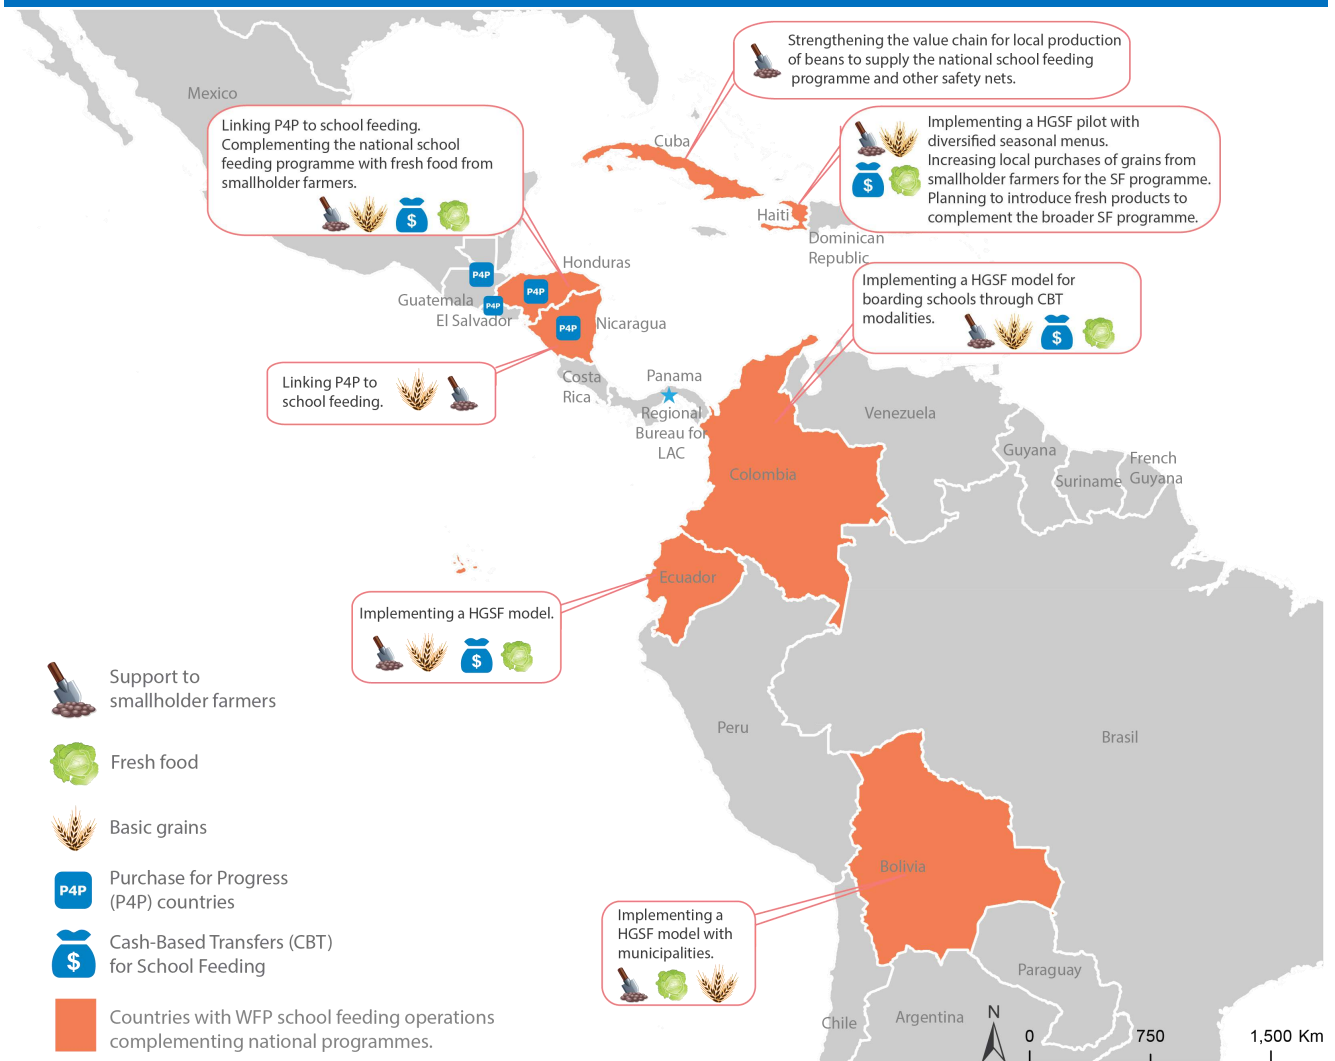 Strengthening the value chain for local production
of beans to supply the national school feeding
programme and other safety nets.
Mexico
Linking P4P to school feeding.
Complementing the national school
feeding programme with fresh food from
smallholder farmers.
$
Cuba
Implementing a HGSF pilot with
diversified seasonal menus.
Increasing local purchases of grains from
smallholder farmers for the SF programme.
Planning to introduce fresh products to
complement the broader SF programme.
$
Haiti
Dominican
Republic
Honduras
P4P
P4P
P4P
P4P
Guatemala
El Salvador
Nicaragua
Implementing a HGSF model for
boarding schools through CBT
modalities.
$
Linking P4P to
school feeding.
Costa
Rica
Panama
Regional
Bureau for
LAC
Venezuela
Guyana
Suriname
French
Guyana
Colombia
Ecuador
Implementing a HGSF model.
$
Peru
Brasil
Bolivia
Implementing a
HGSF model with
municipalities.
Paraguay
Chile
Argentina
Support to
smallholder farmers
Fresh food
Basic grains
P4P
Purchase for Progress
(P4P) countries
$
Cash-Based Transfers (CBT)
for School Feeding
Countries with WFP school feeding operations
complementing national programmes.
N
0 750 1,500 Km